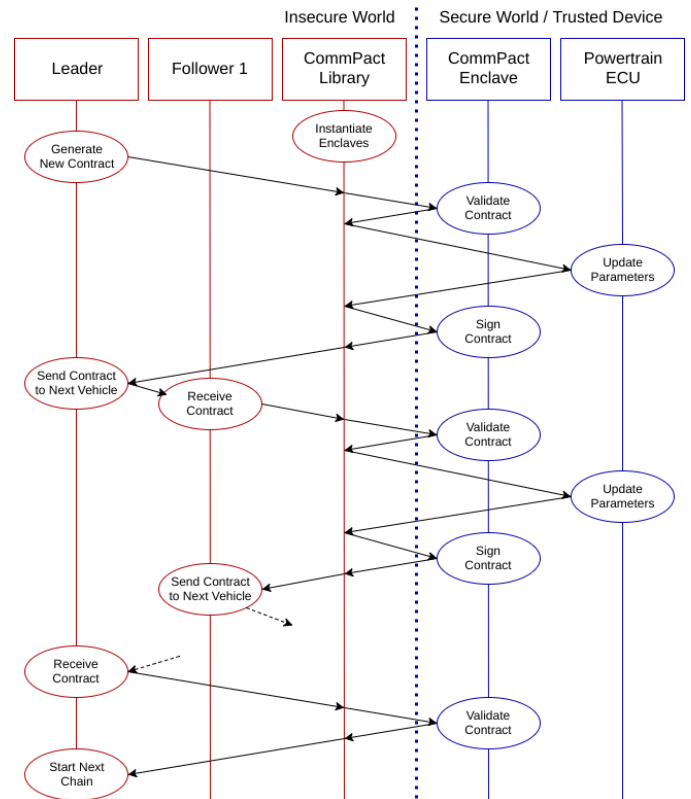 Insecure World
Secure World / Trusted Device
Leader
Follower 1
CommPact
Library
CommPact
Enclave
Powertrain
ECU
Instantiate
Enclaves
Generate
New Contract
Validate
Contract
Update
Parameters
Sign
Contract
Send Contract
to Next Vehicle
Receive
Contract
Validate
Contract
Update
Parameters
Sign
Contract
Send Contract
to Next Vehicle
Receive
Contract
Validate
Contract
Start Next
Chain